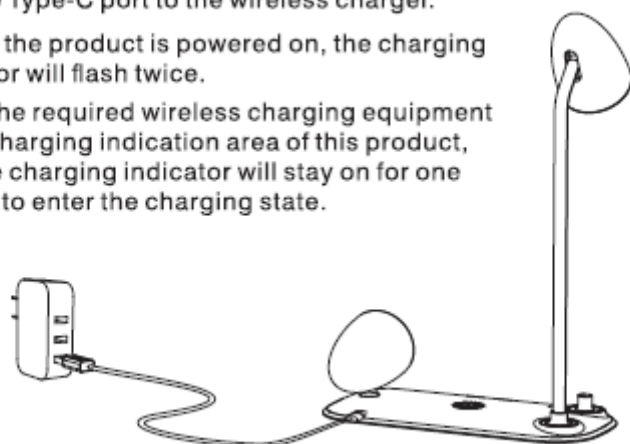 Type-C port to the wireless charger.
the product is powered on, the charging
or will flash twice.
he required wireless charging equipment
harging indication area of this product,
e charging indicator will stay on for one
to enter the charging state.